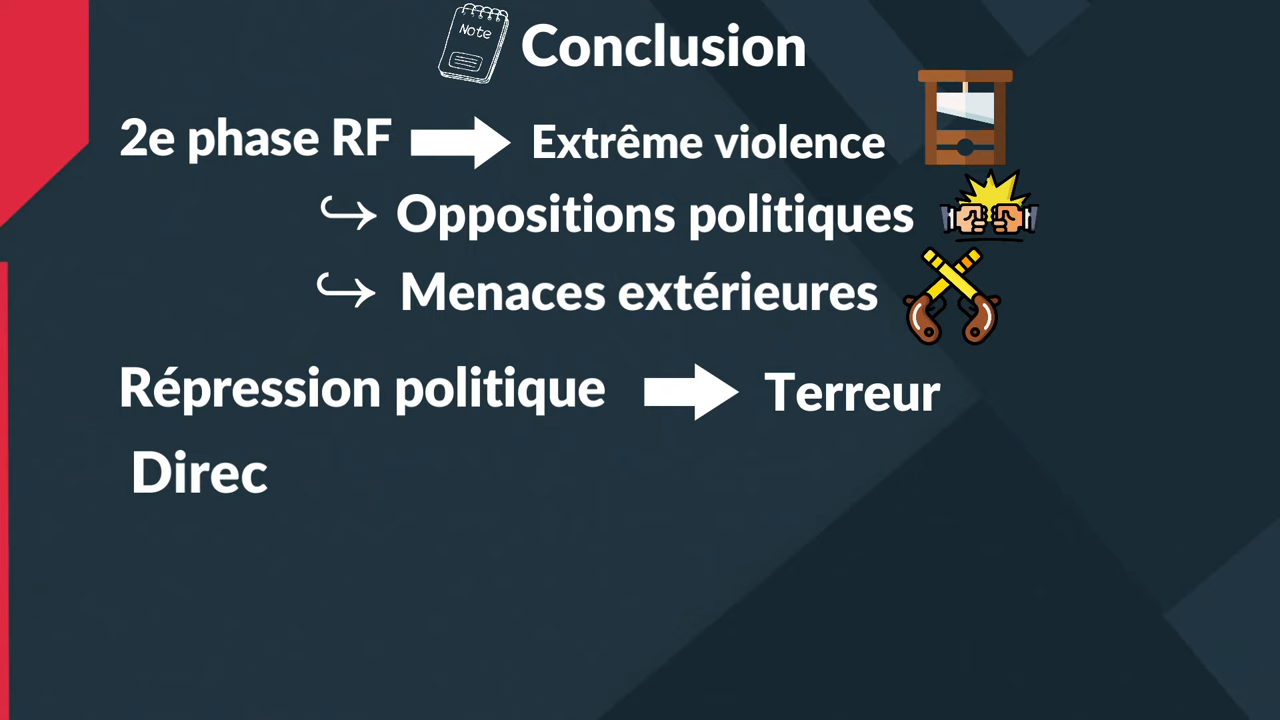 Note
Conclusion
2e phase RF
Extrême violence
Oppositions politiques
Menaces extérieures
Répression politique
Terreur
Direc